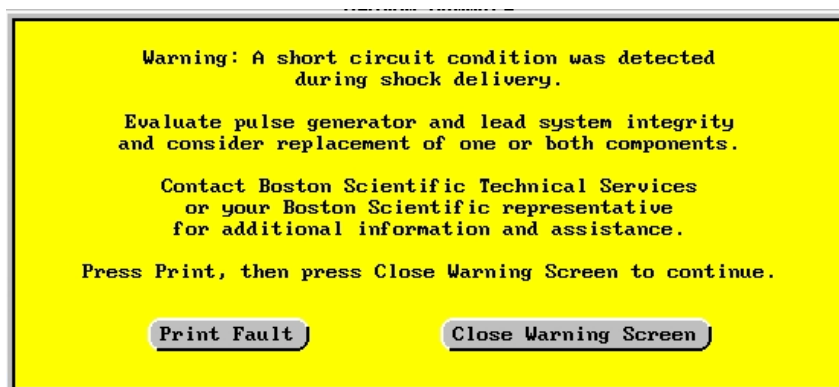 Warning: A short circuit condition was detected
during shock delivery.
Evaluate pulse generator and lead system integrity
and consider replacement of one or both components.
Contact Boston Scientific Technical Services
or your Boston Scientific representative
for additional information and assistance.
Press Print, then press Close Warning Screen to continue.
Print Fault
Close Warning Screen